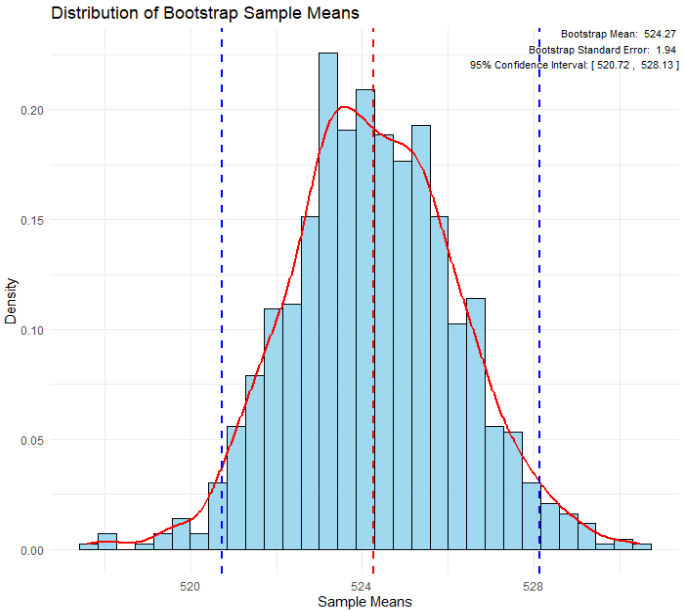 Distribution of Bootstrap Sample Means
Bootstrap Mean: 524.27
Bootstrap Standard Error: 1.94
95% Confidence Interval: [ 520.72 , 528.13 ]
0.20
0.15
0.10
0.05
0.00
Density
520
524
528
Sample Means